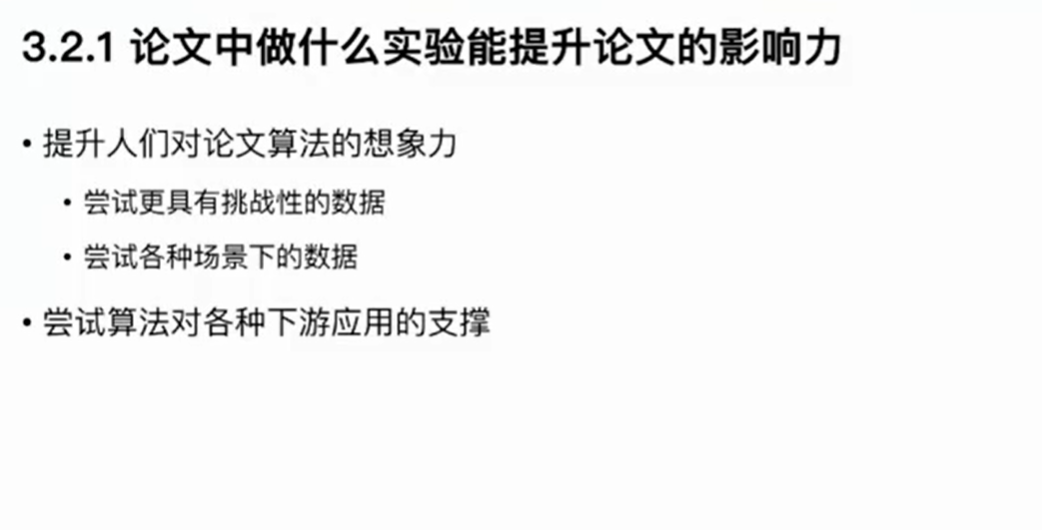 3.2.1 论文中做什么实验能提升论文的影响力
• 提升人们对论文算法的想象力
• 尝试更具有挑战性的数据
• 尝试各种场景下的数据
• 尝试算法对各种下游应用的支撑